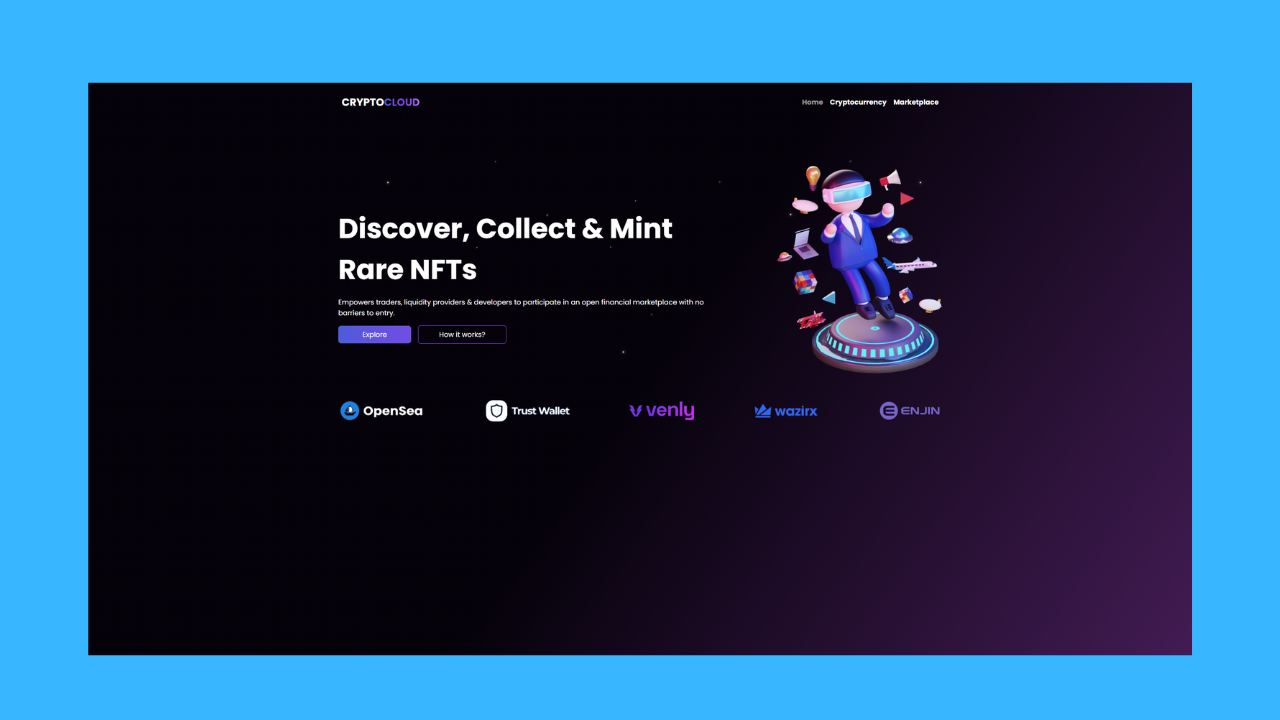 CRYPTOCLOUD
Home Cryptocurrency Marketplace
Discover, Collect & Mint
Rare NFTs
Empowers traders, liquidity providers & developers to participate in an open financial marketplace with no
barriers to entry.
Explore How it works?
OpenSea Trust Wallet venly wazirx ENJIN